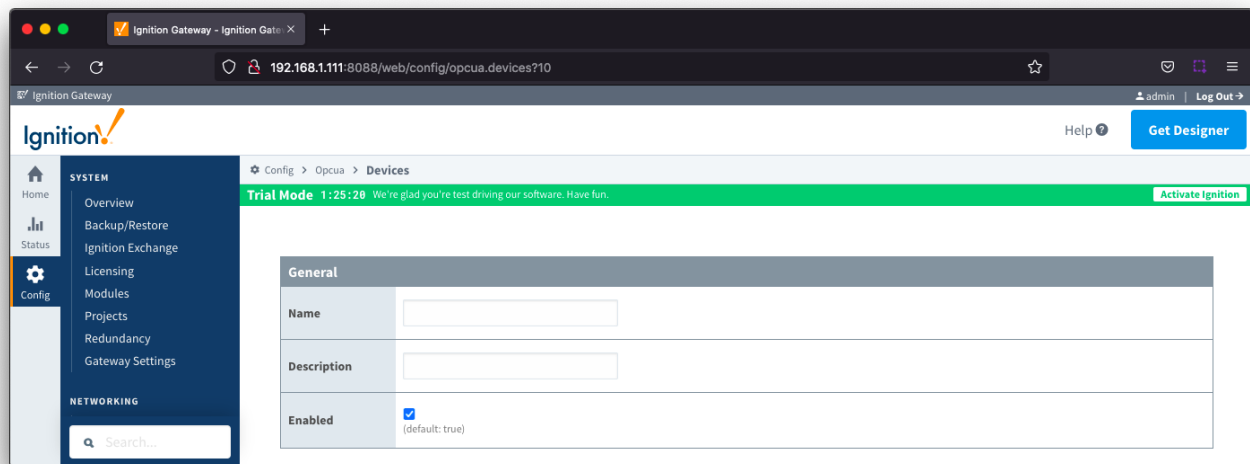 Ignition Gateway - Ignition Gate
192.168.1.111:8088/web/config/opcua.devices?10
Ignition Gateway
admin | Log Out
Ignition!
Help
Get Designer
Home
Status
Config
SYSTEM
Overview
Backup/Restore
Ignition Exchange
Licensing
Modules
Projects
Redundancy
Gateway Settings
NETWORKING
Search...
Config > Opcua > Devices
Trial Mode 1:25:20 We're glad you're test driving our software. Have fun.
Activate Ignition
General
Name
Description
Enabled
(default: true)